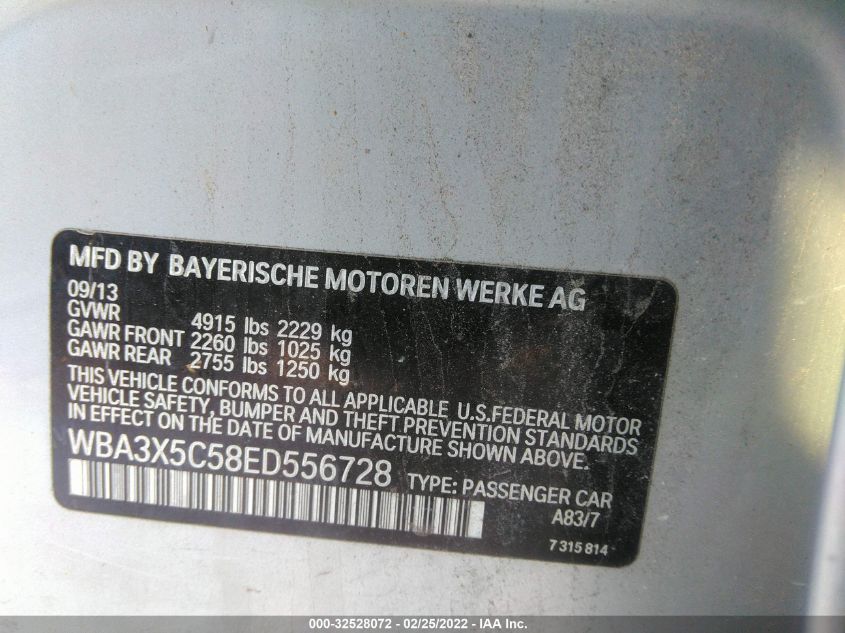 MFD BY BAYERISCHE MOTOREN WERKE AG
09/13
GVWR 4915 lbs 2229 kg
GAWR FRONT 2260 lbs 1025 kg
GAWR REAR 2755 lbs 1250 kg
THIS VEHICLE CONFORMS TO ALL APPLICABLE U.S.FEDERAL MOTOR
VEHICLE SAFETY, BUMPER AND THEFT PREVENTION STANDARDS
IN EFFECT ON THE DATE OF MANUFACTURE SHOWN ABOVE.
WBA3X5C58ED556728 TYPE: PASSENGER CAR
A83/7
7 315 814
000-32528072 - 02/25/2022 - IAA Inc.